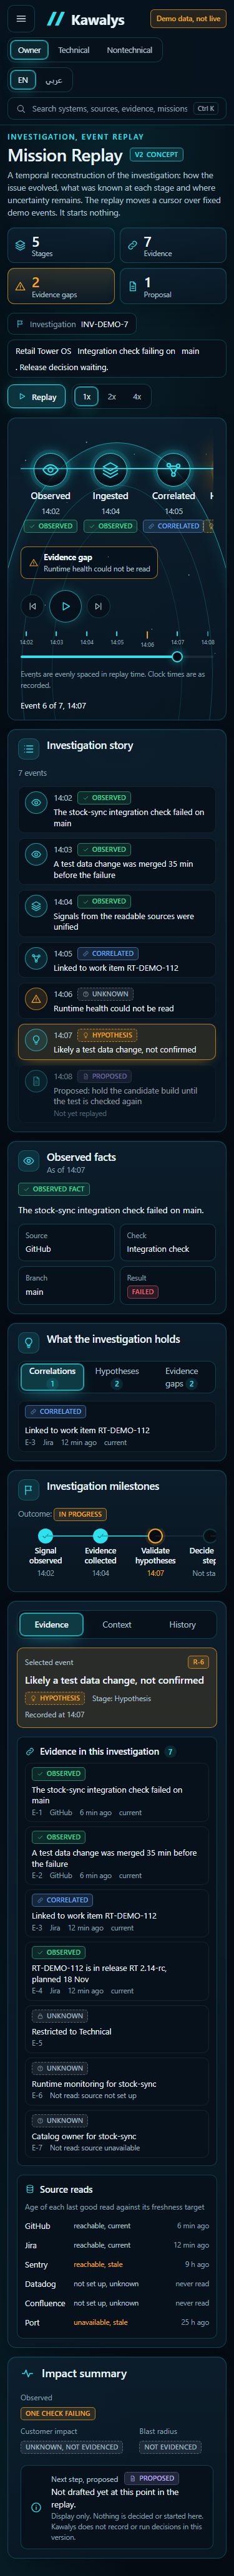 Kawalys
Demo data, not live
Owner
Technical
Nontechnical
EN
عربي
Search systems, sources, evidence, missions
Ctrl K
INVESTIGATION, EVENT REPLAY
Mission Replay
V2 CONCEPT
A temporal reconstruction of the investigation: how the
issue evolved, what was known at each stage and where
uncertainty remains. The replay moves a cursor over fixed
demo events. It starts nothing.
5
Stages
7
Evidence
2
Evidence gaps
1
Proposal
Investigation INV-DEMO-7
Retail Tower OS Integration check failing on main
. Release decision waiting.
Replay
1x
2x
4x
Observed
Ingested
Correlated
H
14:02
14:04
14:05
OBSERVED
OBSERVED
CORRELATED
Evidence gap
Runtime health could not be read
14:02
14:03
14:04
14:05
14:06
14:07
14:08
Events are evenly spaced in replay time. Clock times are as
recorded.
Event 6 of 7, 14:07
Investigation story
7 events
14:02 OBSERVED
The stock-sync integration check failed on
main
14:03 OBSERVED
A test data change was merged 35 min
before the failure
14:04 OBSERVED
Signals from the readable sources were
unified
14:05 CORRELATED
Linked to work item RT-DEMO-112
14:06 UNKNOWN
Runtime health could not be read
14:07 HYPOTHESIS
Likely a test data change, not confirmed
14:08 PROPOSED
Proposed: hold the candidate build until
the test is checked again
Not yet replayed
Observed facts
As of 14:07
OBSERVED FACT
The stock-sync integration check failed on main.
Source
GitHub
Check
Integration check
Branch
main
Result
FAILED
What the investigation holds
Correlations
1
Hypotheses
2
Evidence
gaps 2
CORRELATED
Linked to work item RT-DEMO-112
E-3 Jira 12 min ago current
Investigation milestones
Outcome: IN PROGRESS
Signal
observed
14:02
Evidence
collected
14:04
Validate
hypotheses
14:07
Decide
step
Not sta
Evidence
Context
History
Selected event
R-6
Likely a test data change, not confirmed
HYPOTHESIS
Stage: Hypothesis
Recorded at 14:07
Evidence in this investigation 7
OBSERVED
The stock-sync integration check failed on
main
E-1 GitHub 6 min ago current
OBSERVED
A test data change was merged 35 min before
the failure
E-2 GitHub 6 min ago current
CORRELATED
Linked to work item RT-DEMO-112
E-3 Jira 12 min ago current
OBSERVED
RT-DEMO-112 is in release RT 2.14-rc,
planned 18 Nov
E-4 Jira 12 min ago current
UNKNOWN
Restricted to Technical
E-5
UNKNOWN
Runtime monitoring for stock-sync
E-6 Not read: source not set up
UNKNOWN
Catalog owner for stock-sync
E-7 Not read: source unavailable
Source reads
Age of each last good read against its freshness target
GitHub reachable, current 6 min ago
Jira reachable, current 12 min ago
Sentry reachable, stale 9 h ago
Datadog not set up, unknown never read
Confluence not set up, unknown never read
Port unavailable, stale 25 h ago
Impact summary
Observed
ONE CHECK FAILING
Customer impact
UNKNOWN, NOT EVIDENCED
Blast radius
NOT EVIDENCED
Next step, proposed PROPOSED
Not drafted yet at this point in the
replay.
Display only. Nothing is decided or started here.
Kawalys does not record or run decisions in this
version.